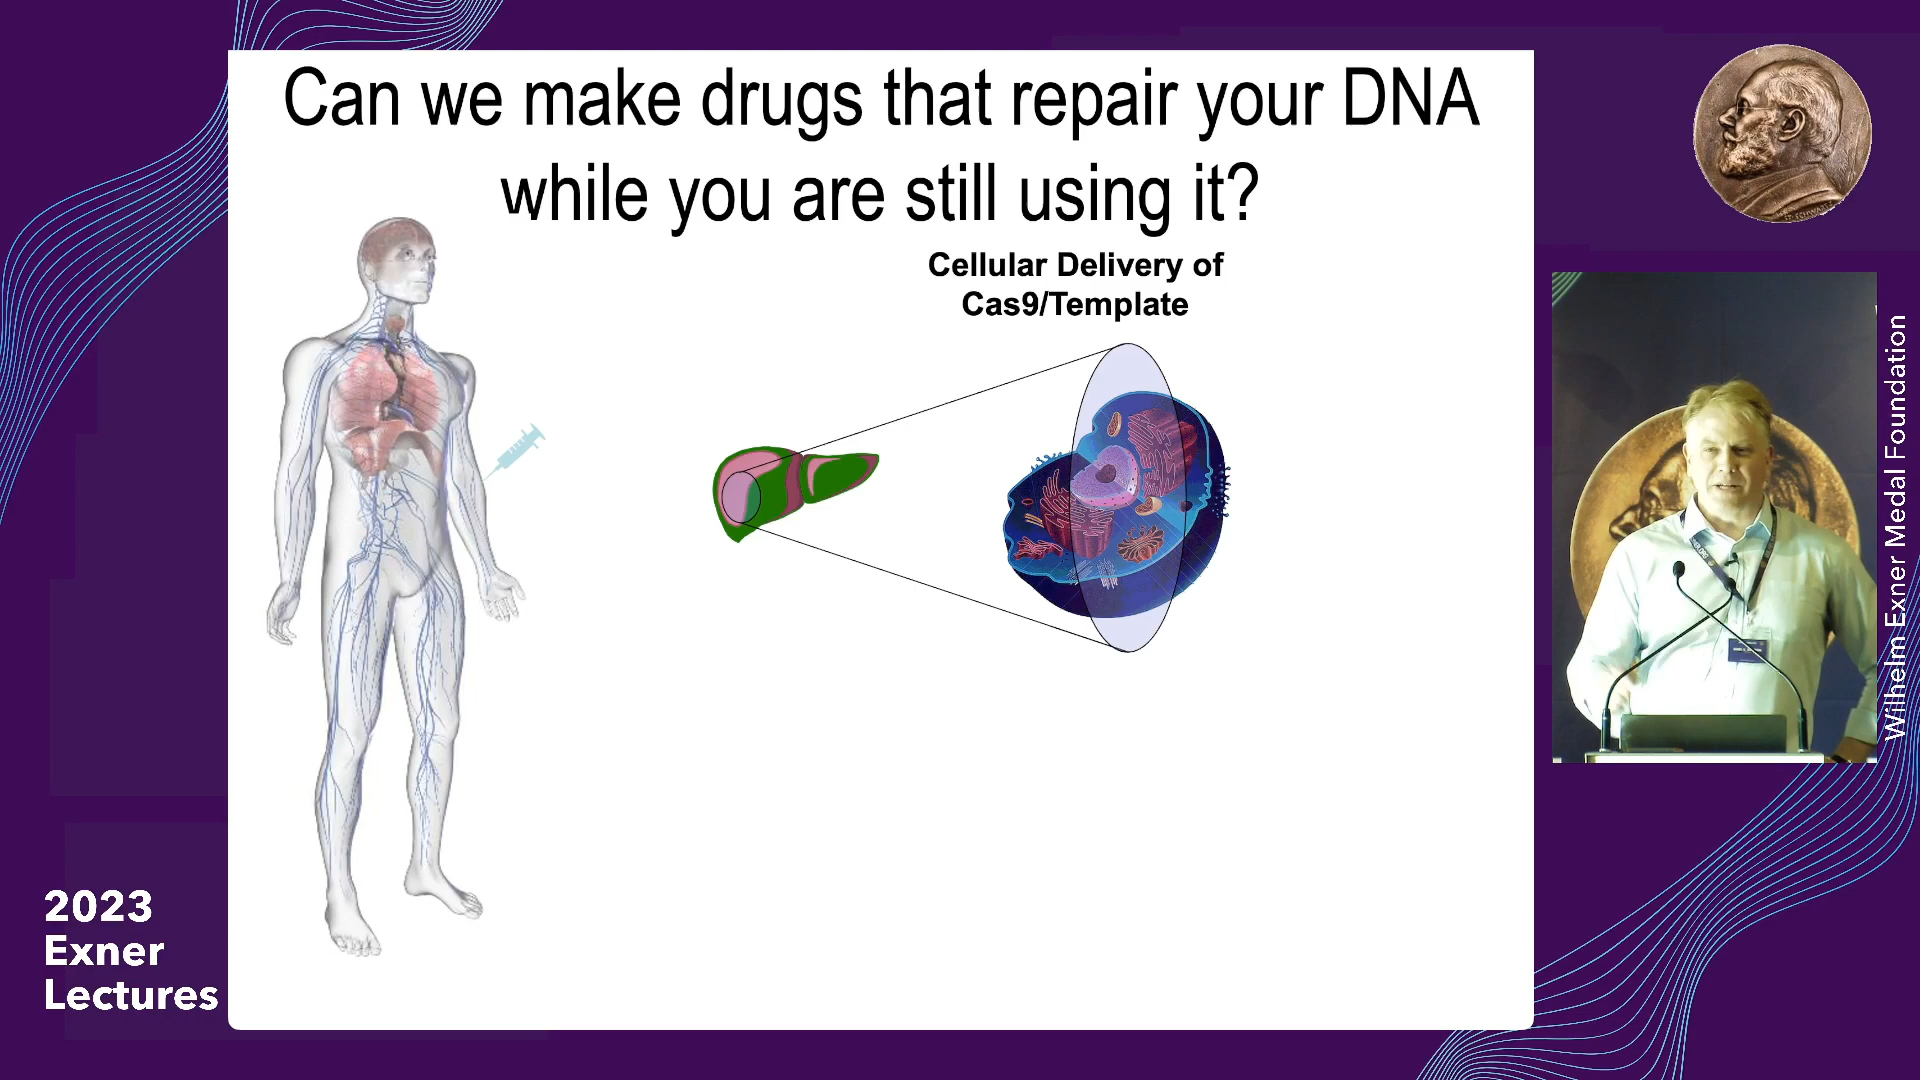 Can we make drugs that repair your DNA
while you are still using it?
Cellular Delivery of
Cas9/Template
Wilhelm Exner Medal Foundation
2023
Exner
Lectures